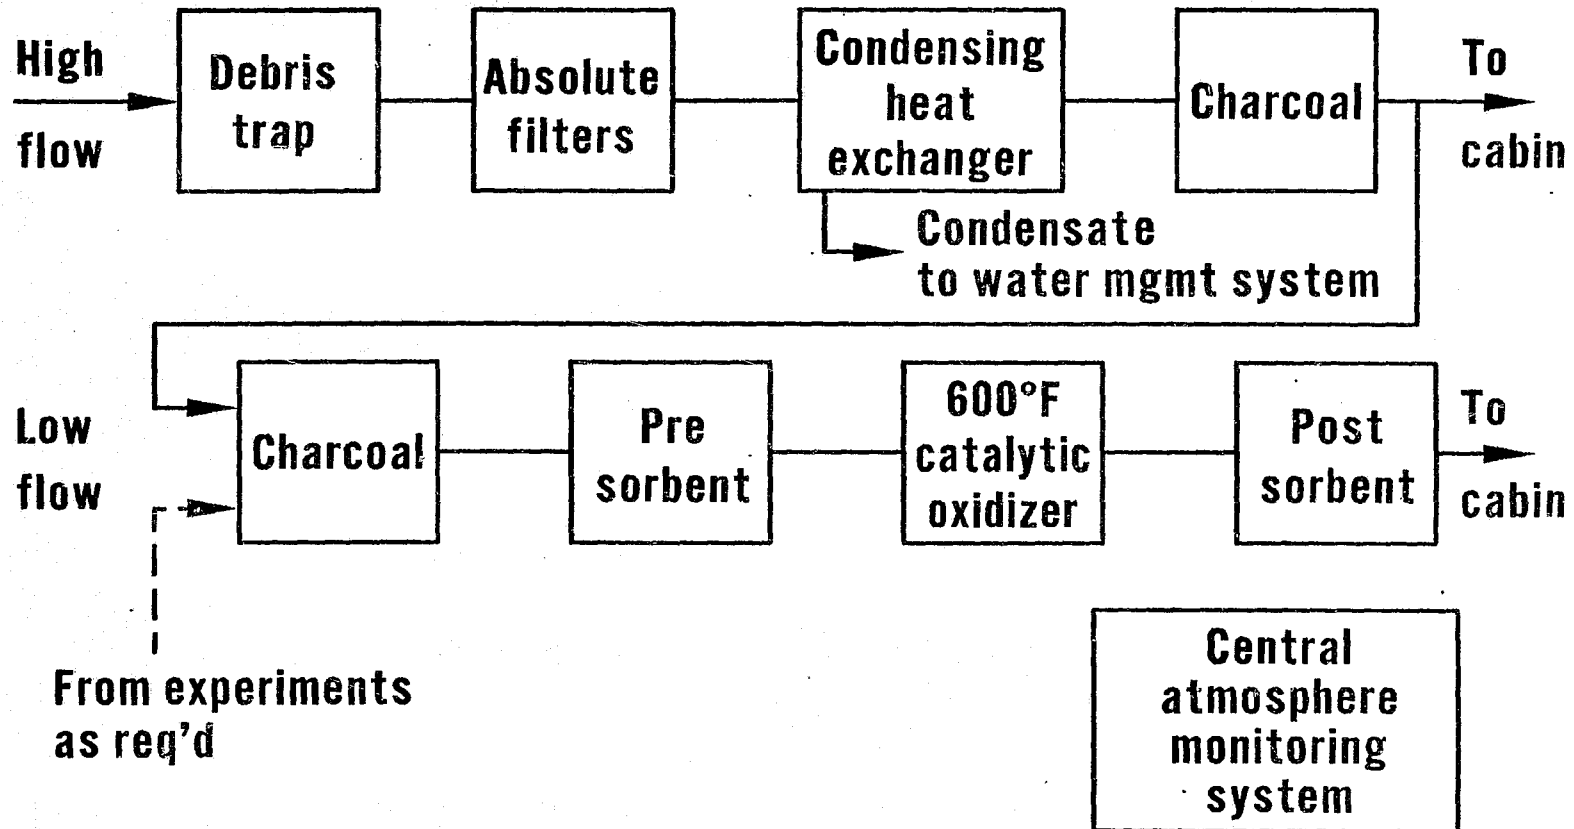 High
flow
Debris
trap
Absolute
filters
Condensing
heat
exchanger
Charcoal
To
cabin
Condensate
to water mgmt system
Low
flow
Charcoal
Pre
sorbent
600°F
catalytic
oxidizer
Post
sorbent
To
cabin
From experiments
as req'd
Central
atmosphere
monitoring
system